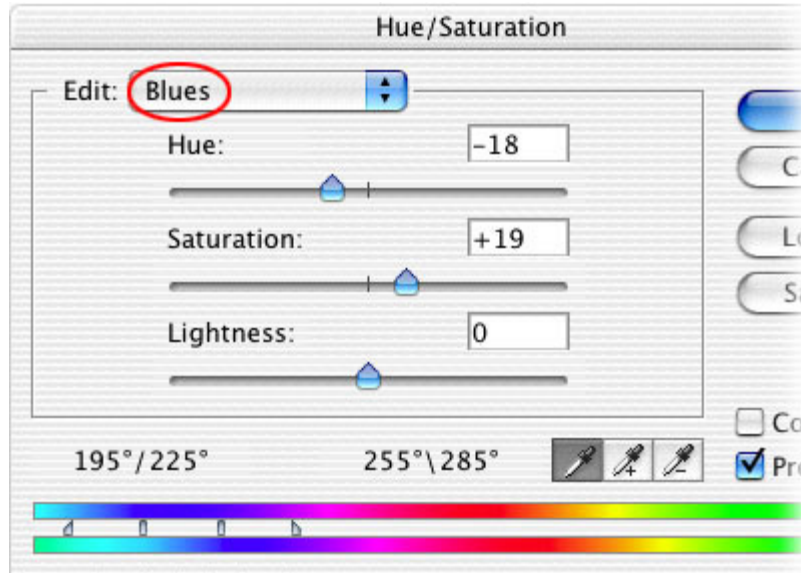 Hue/Saturation
Edit: Blues
Hue: -18
Saturation: +19
Lightness: 0
195°/225° 255°\285°